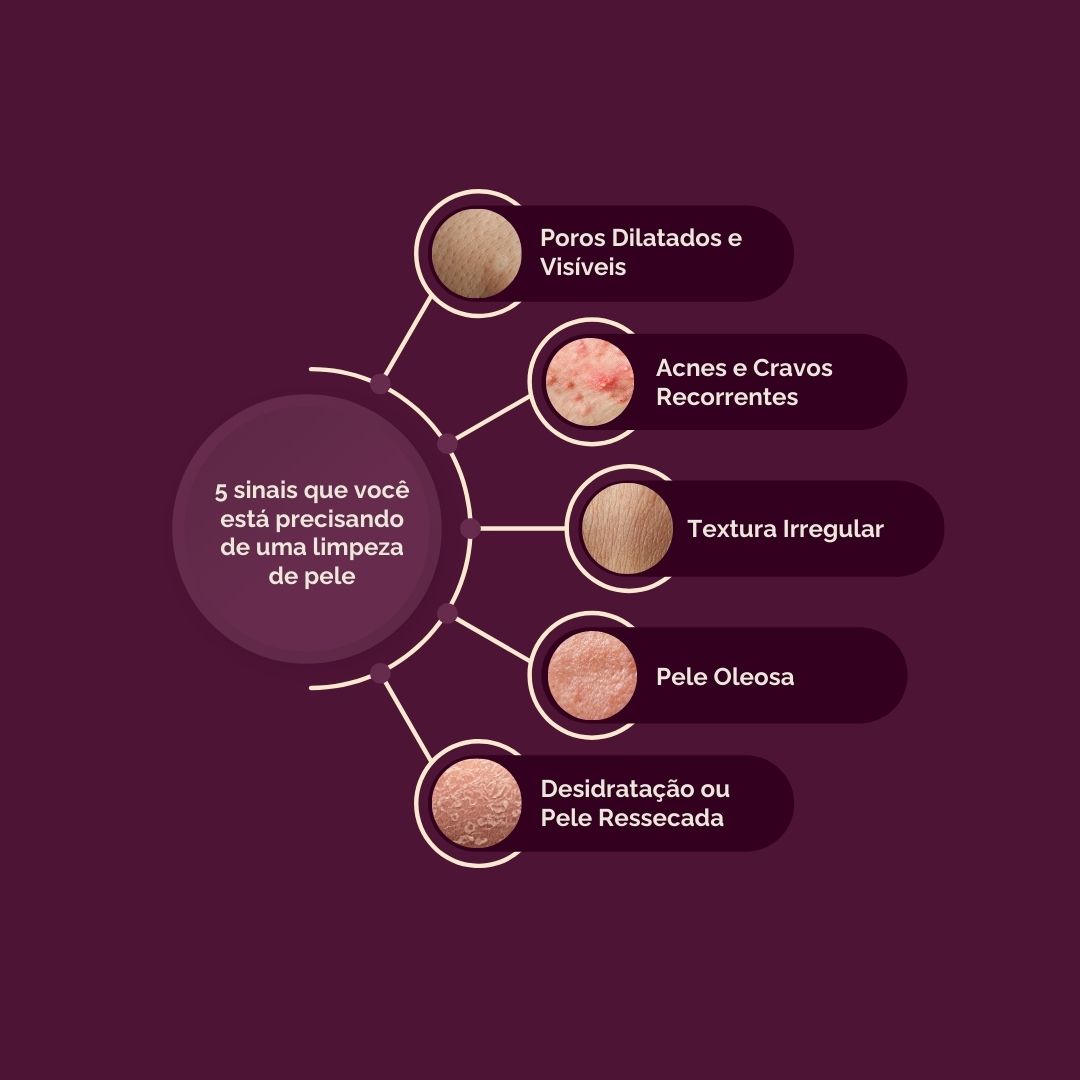 5 sinais que você
está precisando
de uma limpeza
de pele
Poros Dilatados e
Visíveis
Acnes e Cravos
Recorrentes
Textura Irregular
Pele Oleosa
Desidratação ou
Pele Ressecada